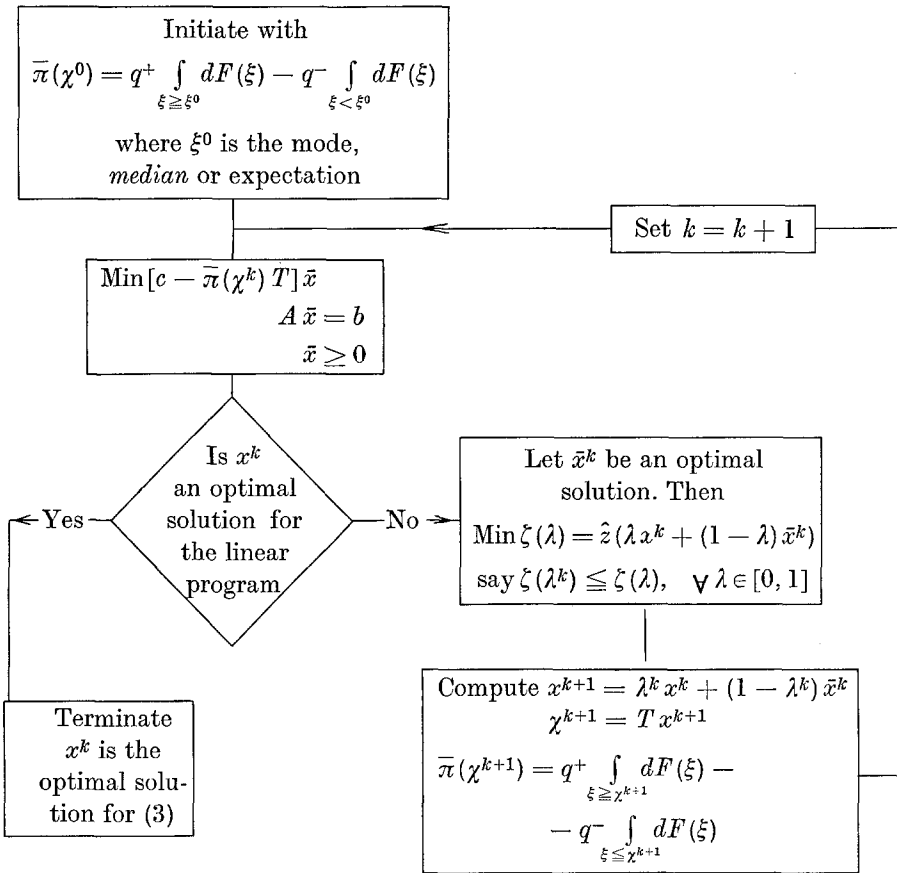 Initiate with
π̄(χ⁰) = q⁺ ∫ dF(ξ) − q⁻ ∫ dF(ξ)
ξ≧ξ⁰ ξ<ξ⁰
where ξ⁰ is the mode,
median or expectation
Set k = k + 1
Min[c − π̄(χᵏ) T] x̄
A x̄ = b
x̄ ≥ 0
Is xᵏ
an optimal
solution for
the linear
program
Yes
No
Let x̄ᵏ be an optimal
solution. Then
Min ζ(λ) = ẑ(λ xᵏ + (1 − λ) x̄ᵏ)
say ζ(λᵏ) ≦ ζ(λ), ∀ λ ∈ [0, 1]
Compute xᵏ⁺¹ = λᵏ xᵏ + (1 − λᵏ) x̄ᵏ
χᵏ⁺¹ = T xᵏ⁺¹
π̄(χᵏ⁺¹) = q⁺ ∫ dF(ξ) −
ξ≧χᵏ⁺¹
− q⁻ ∫ dF(ξ)
ξ≦χᵏ⁺¹
Terminate
xᵏ is the
optimal solu-
tion for (3)